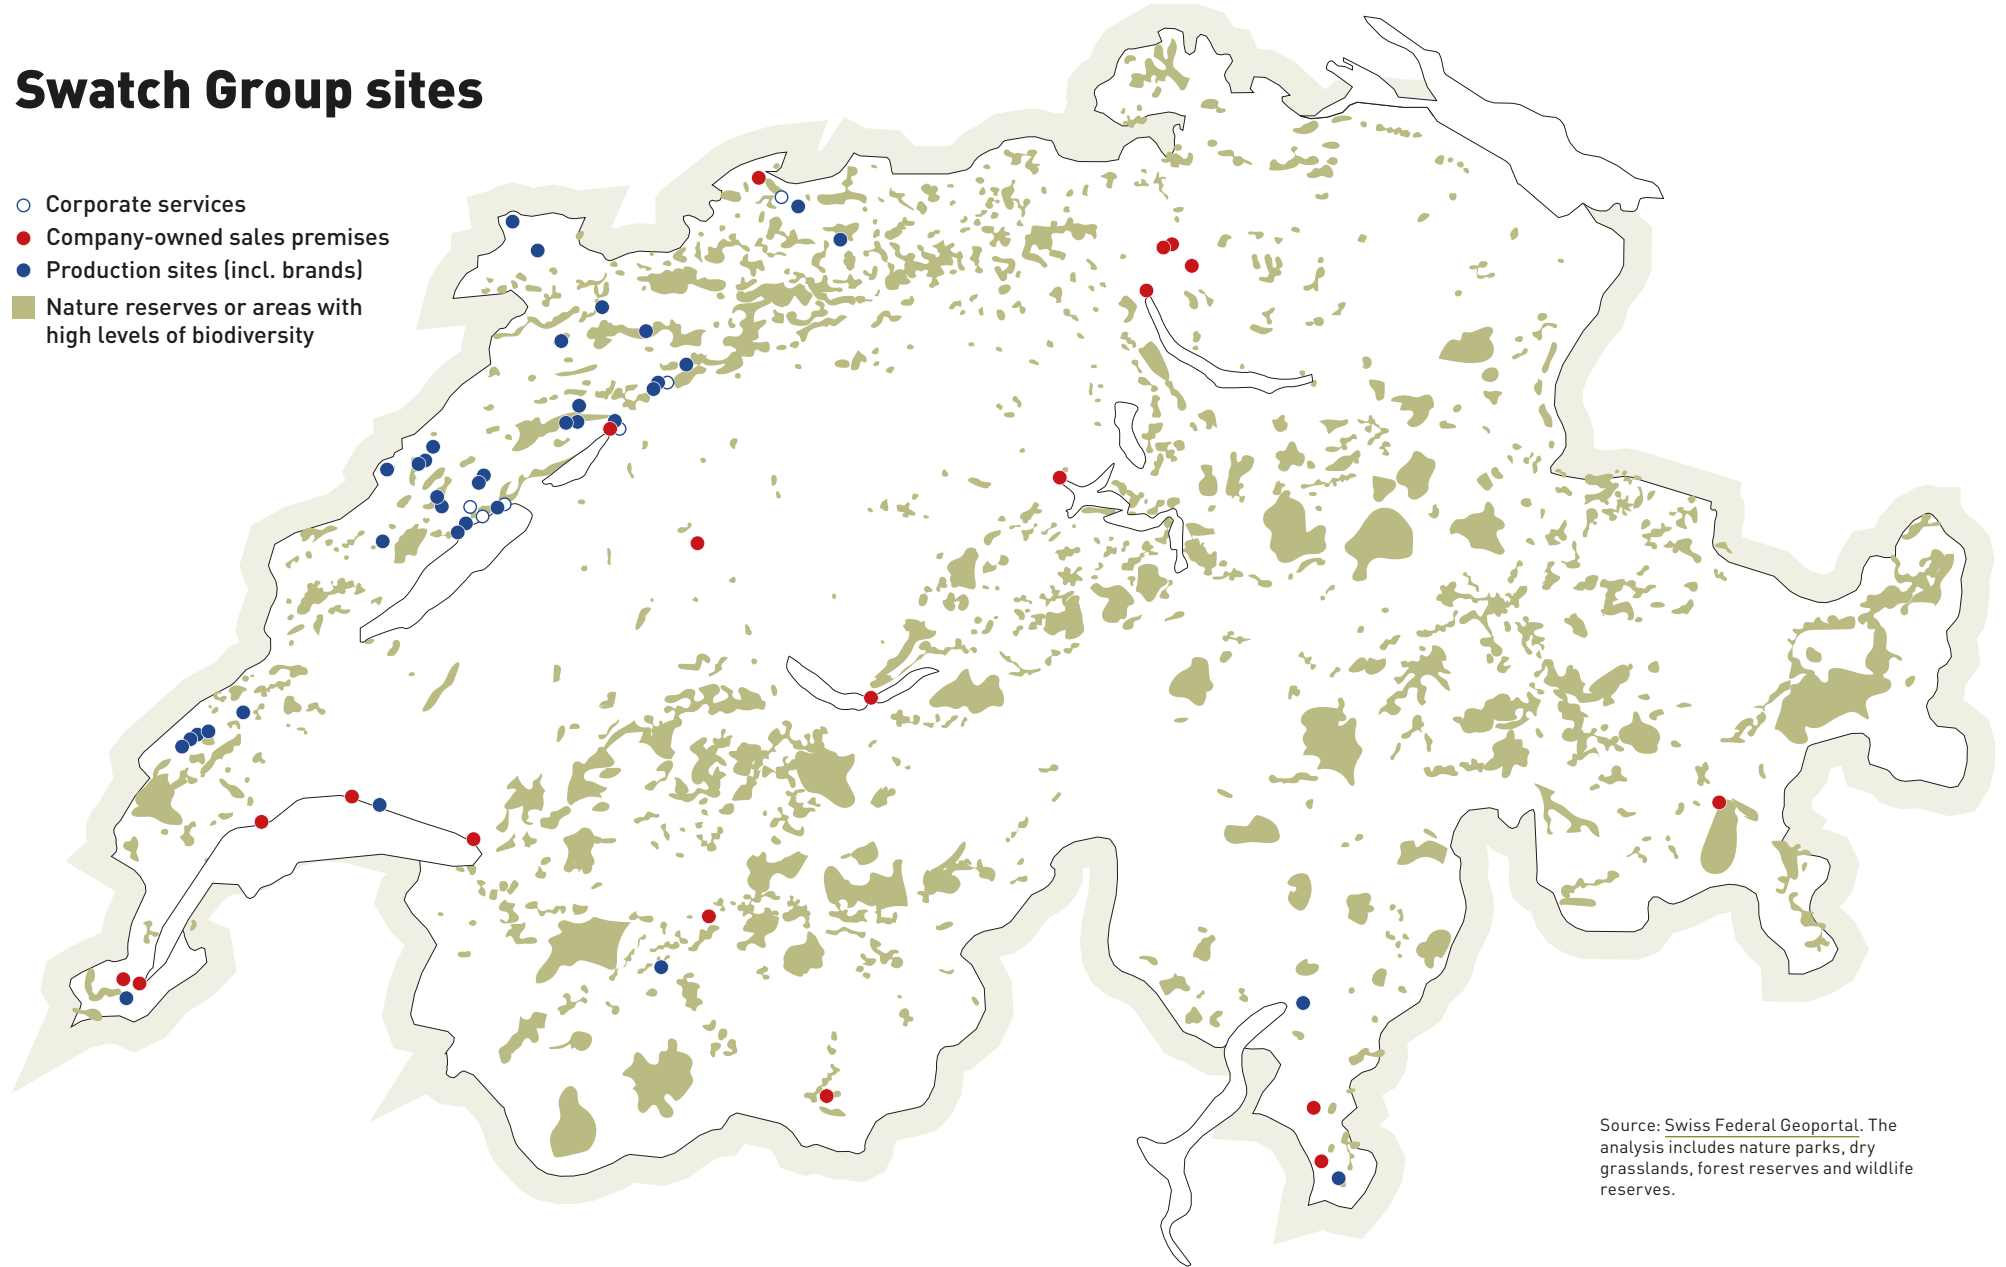 Swatch Group sites
Corporate services
Company-owned sales premises
Production sites (incl. brands)
Nature reserves or areas with
high levels of biodiversity
Source: Swiss Federal Geoportal. The
analysis includes nature parks, dry
grasslands, forest reserves and wildlife
reserves.